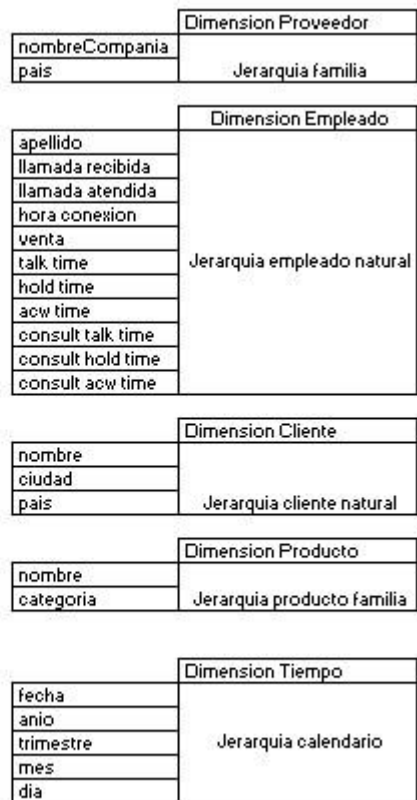 Dimension Proveedor
nombreCompania
pais Jerarquia familia
Dimension Empleado
apellido
llamada recibida
llamada atendida
hora conexion
venta
talk time Jerarquia empleado natural
hold time
acw time
consult talk time
consult hold time
consult acw time
Dimension Cliente
nombre
ciudad
pais Jerarquia cliente natural
Dimension Producto
nombre
categoria Jerarquia producto familia
Dimension Tiempo
fecha
anio
trimestre Jerarquia calendario
mes
dia